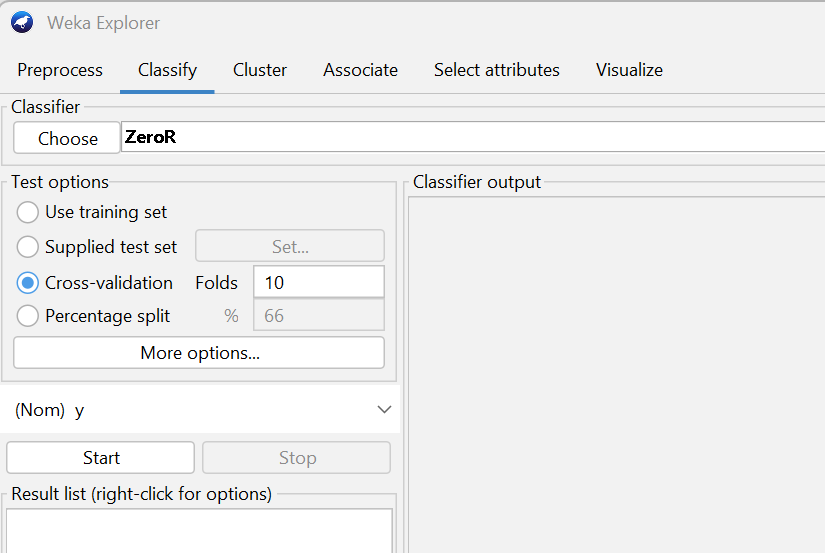 Weka Explorer
Preprocess Classify Cluster Associate Select attributes Visualize
Classifier
Choose ZeroR
Test options
Use training set
Supplied test set Set...
Cross-validation Folds 10
Percentage split % 66
More options...
(Nom) y
Start Stop
Result list (right-click for options)
Classifier output